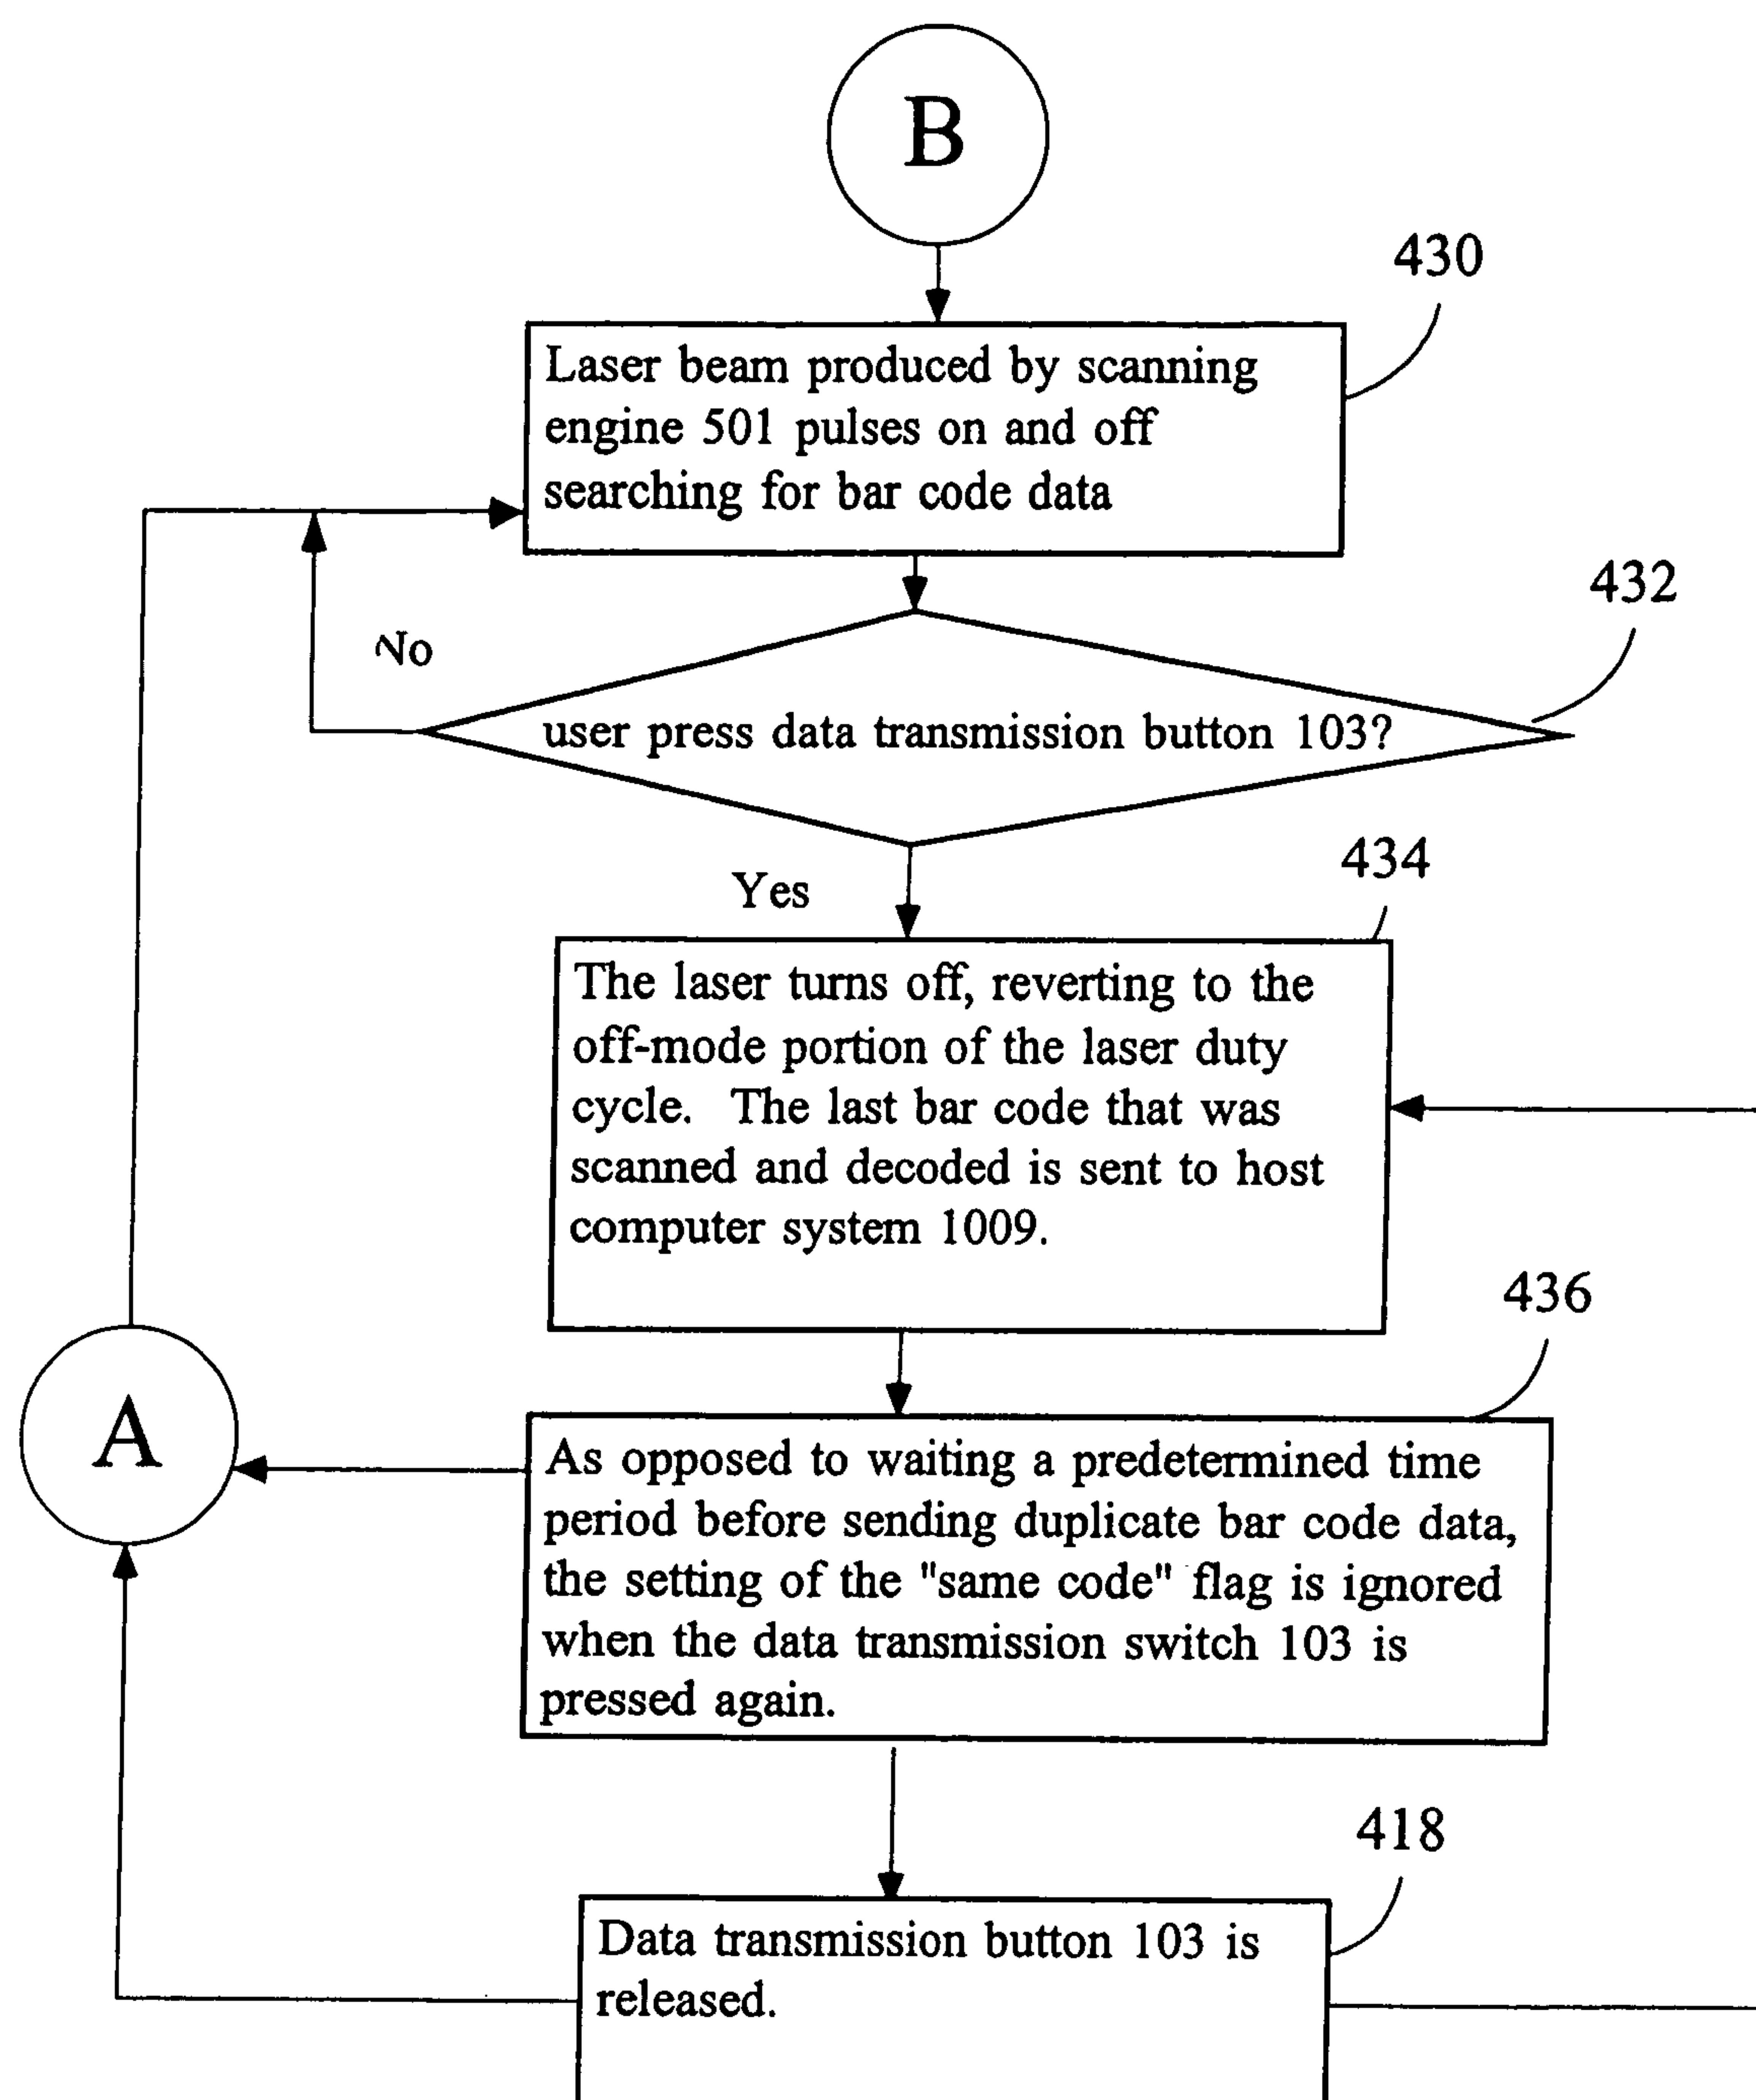 B
430
Laser beam produced by scanning
engine 501 pulses on and off
searching for bar code data
432
No
user press data transmission button 103?
434
Yes
The laser turns off, reverting to the
off-mode portion of the laser duty
cycle. The last bar code that was
scanned and decoded is sent to host
computer system 1009.
436
A
As opposed to waiting a predetermined time
period before sending duplicate bar code data,
the setting of the "same code" flag is ignored
when the data transmission switch 103 is
pressed again.
418
Data transmission button 103 is
released.